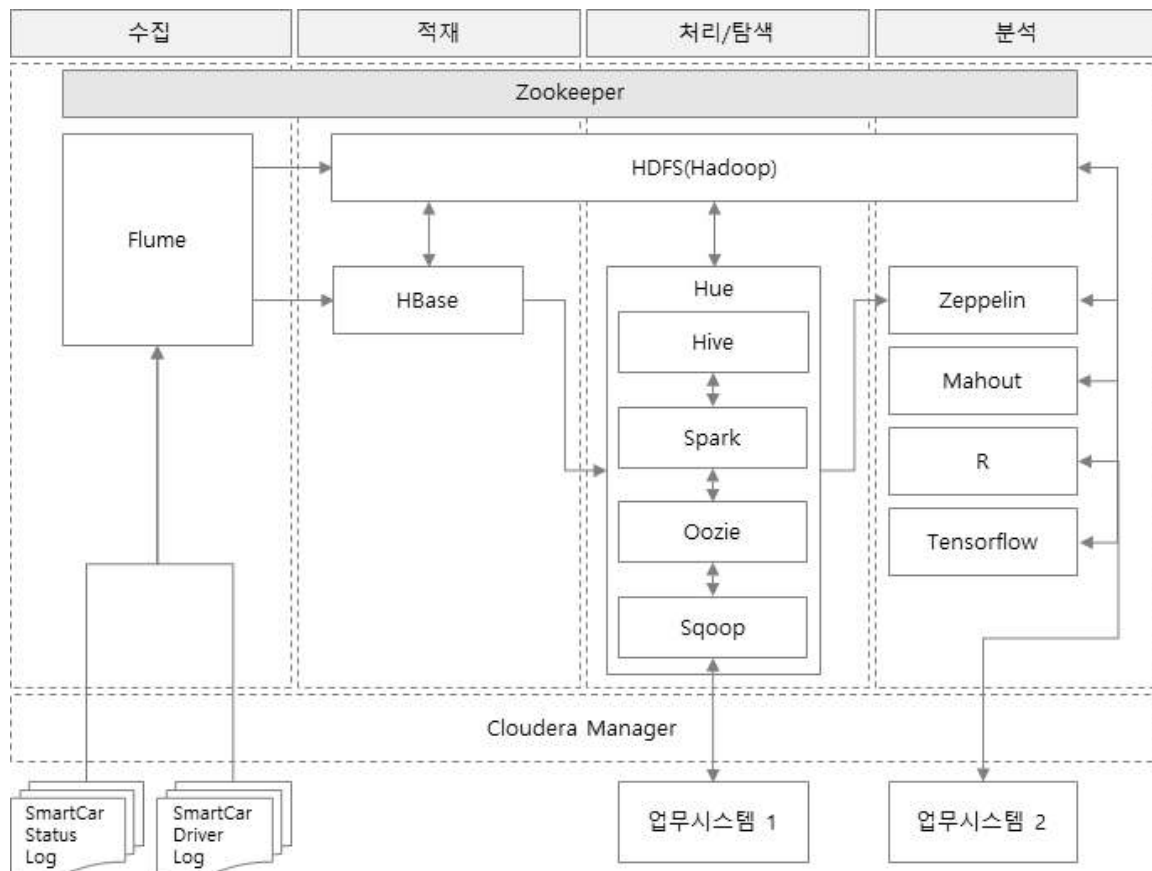 수집
적재
처리/탐색
분석
Zookeeper
HDFS(Hadoop)
Flume
HBase
Hue
Hive
Spark
Oozie
Sqoop
Zeppelin
Mahout
R
Tensorflow
Cloudera Manager
SmartCar
Status
Log
SmartCar
Driver
Log
업무시스템 1
업무시스템 2